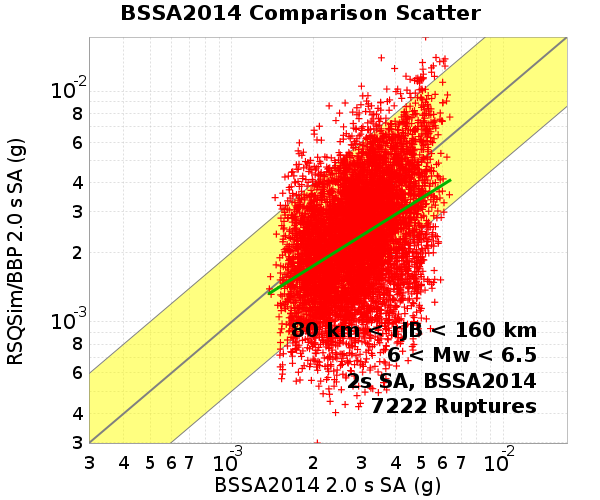 BSSA2014 Comparison Scatter
RSQSim/BBP 2.0 s SA (g)
10-2
8
6
4
3
2
10-3
8
6
4
3
80 km < rJB < 160 km
6 < Mw < 6.5
2s SA, BSSA2014
7222 Ruptures
3 4 5 6 7 10-3 2 3 4 5 6 7 10-2
BSSA2014 2.0 s SA (g)